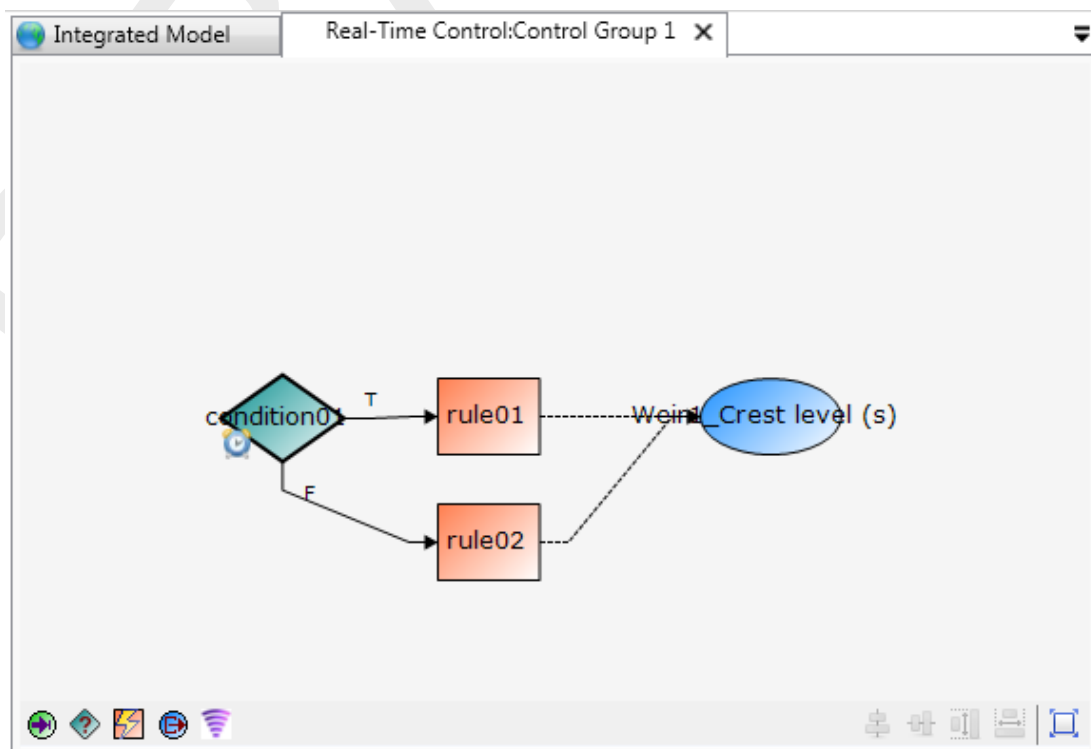 Integrated Model
Real-Time Control:Control Group 1
condition01
T
rule01
Weir1_Crest level (s)
F
rule02